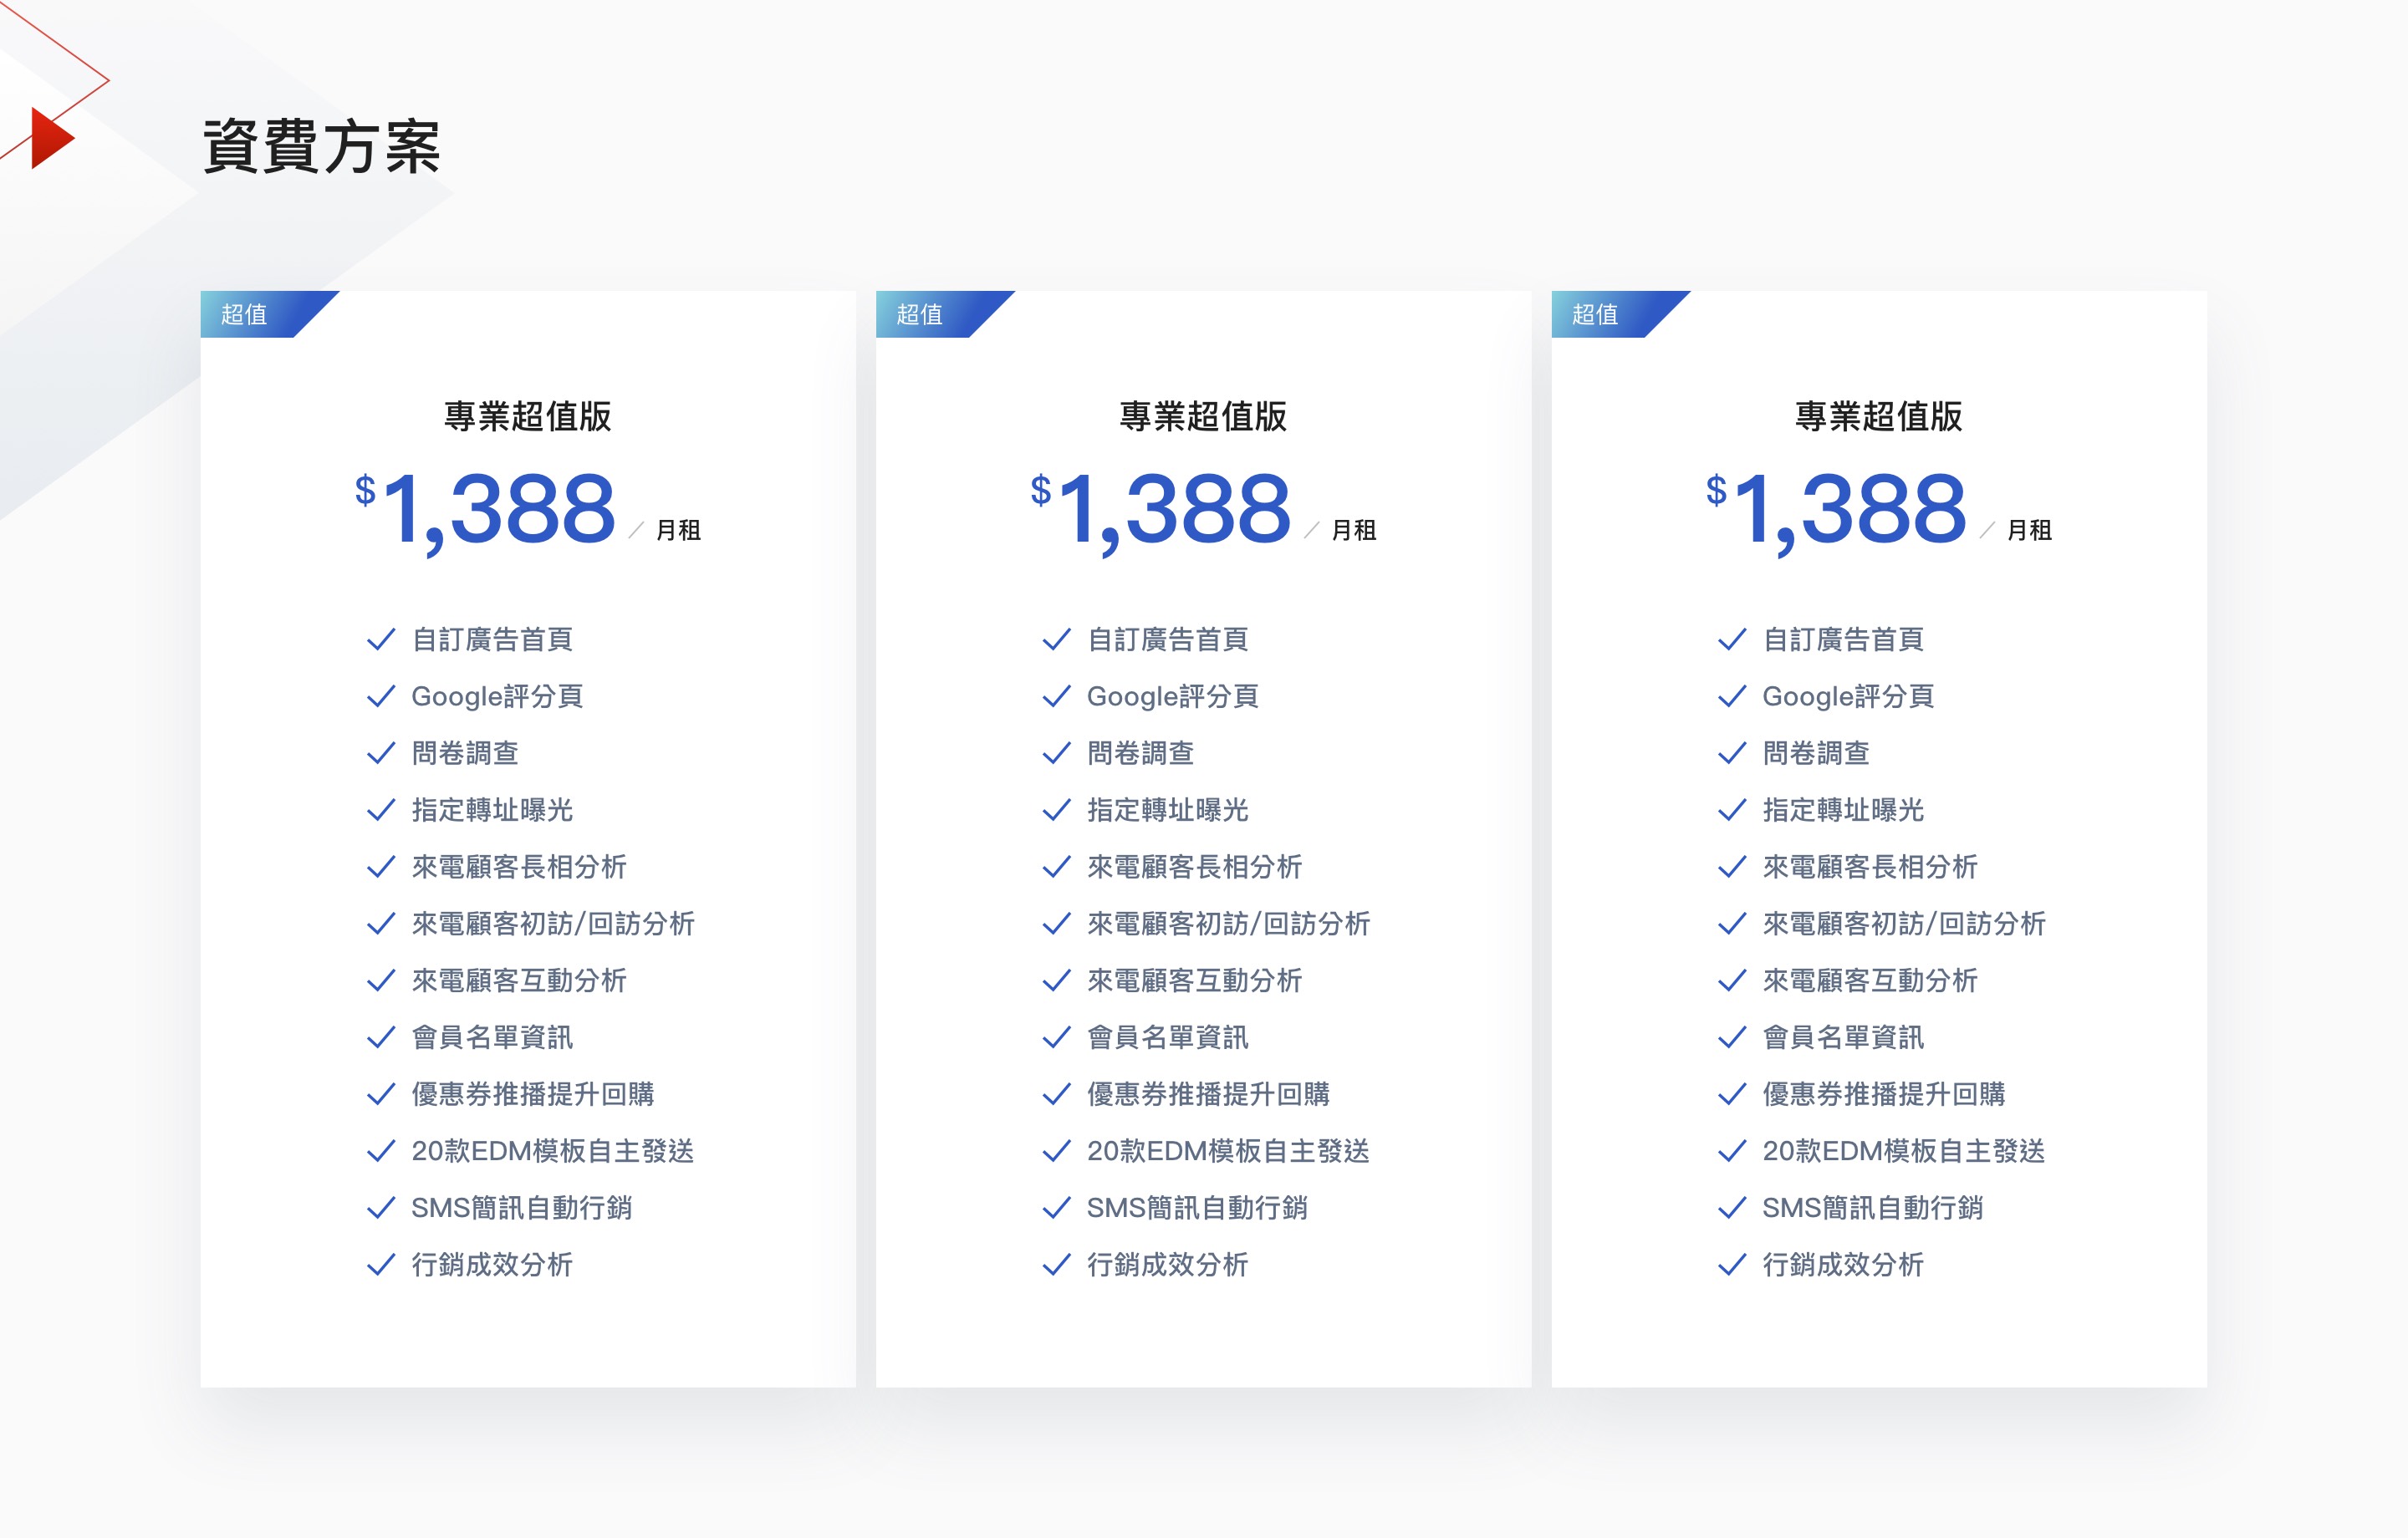 資費方案
超值
專業超值版
$1,388 / 月租
自訂廣告首頁
Google評分頁
問卷調查
指定轉址曝光
來電顧客長相分析
來電顧客初訪/回訪分析
來電顧客互動分析
會員名單資訊
優惠券推播提升回購
20款EDM模板自主發送
SMS簡訊自動行銷
行銷成效分析
超值
專業超值版
$1,388 / 月租
自訂廣告首頁
Google評分頁
問卷調查
指定轉址曝光
來電顧客長相分析
來電顧客初訪/回訪分析
來電顧客互動分析
會員名單資訊
優惠券推播提升回購
20款EDM模板自主發送
SMS簡訊自動行銷
行銷成效分析
超值
專業超值版
$1,388 / 月租
自訂廣告首頁
Google評分頁
問卷調查
指定轉址曝光
來電顧客長相分析
來電顧客初訪/回訪分析
來電顧客互動分析
會員名單資訊
優惠券推播提升回購
20款EDM模板自主發送
SMS簡訊自動行銷
行銷成效分析